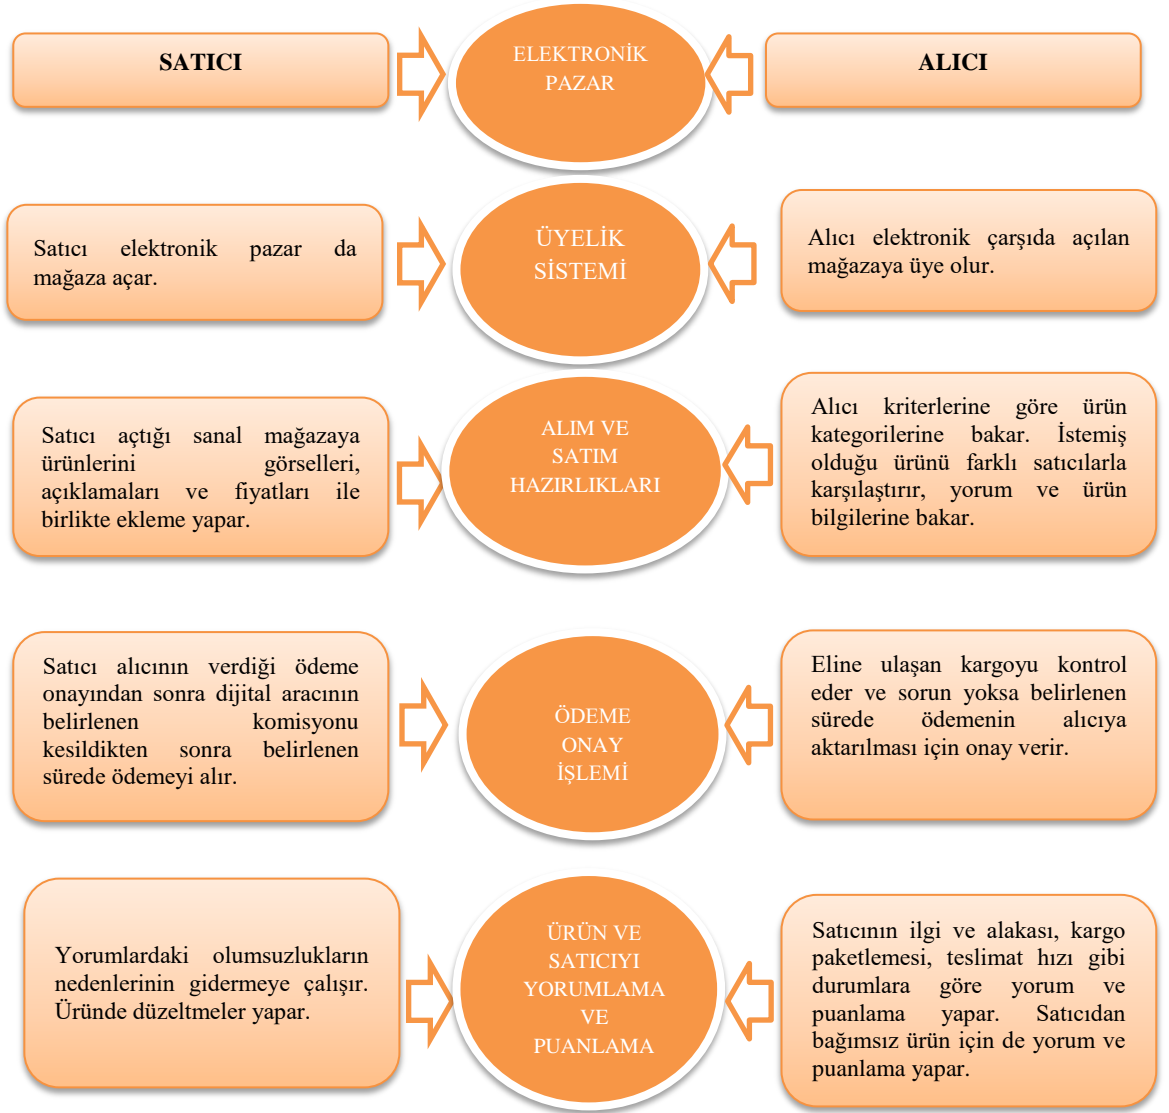 SATICI
ELEKTRONİK
PAZAR
ALICI
Satıcı elektronik pazar da
mağaza açar.
ÜYELİK
SİSTEMİ
Alıcı elektronik çarşıda açılan
mağazaya üye olur.
Satıcı açtığı sanal mağazaya
ürünlerini görselleri,
açıklamaları ve fiyatları ile
birlikte ekleme yapar.
ALIM VE
SATIM
HAZIRLIKLARI
Alıcı kriterlerine göre ürün
kategorilerine bakar. İstemiş
olduğu ürünü farklı satıcılarla
karşılaştırır, yorum ve ürün
bilgilerine bakar.
Satıcı alıcının verdiği ödeme
onayından sonra dijital aracının
belirlenen komisyonu
kesildikten sonra belirlenen
sürede ödemeyi alır.
ÖDEME
ONAY
İŞLEMİ
Eline ulaşan kargoyu kontrol
eder ve sorun yoksa belirlenen
sürede ödemenin alıcıya
aktarılması için onay verir.
Yorumlardaki olumsuzlukların
nedenlerinin gidermeye çalışır.
Üründe düzeltmeler yapar.
ÜRÜN VE
SATICIYI
YORUMLAMA
VE
PUANLAMA
Satıcının ilgi ve alakası, kargo
paketlemesi, teslimat hızı gibi
durumlara göre yorum ve
puanlama yapar. Satıcıdan
bağımsız ürün için de yorum ve
puanlama yapar.